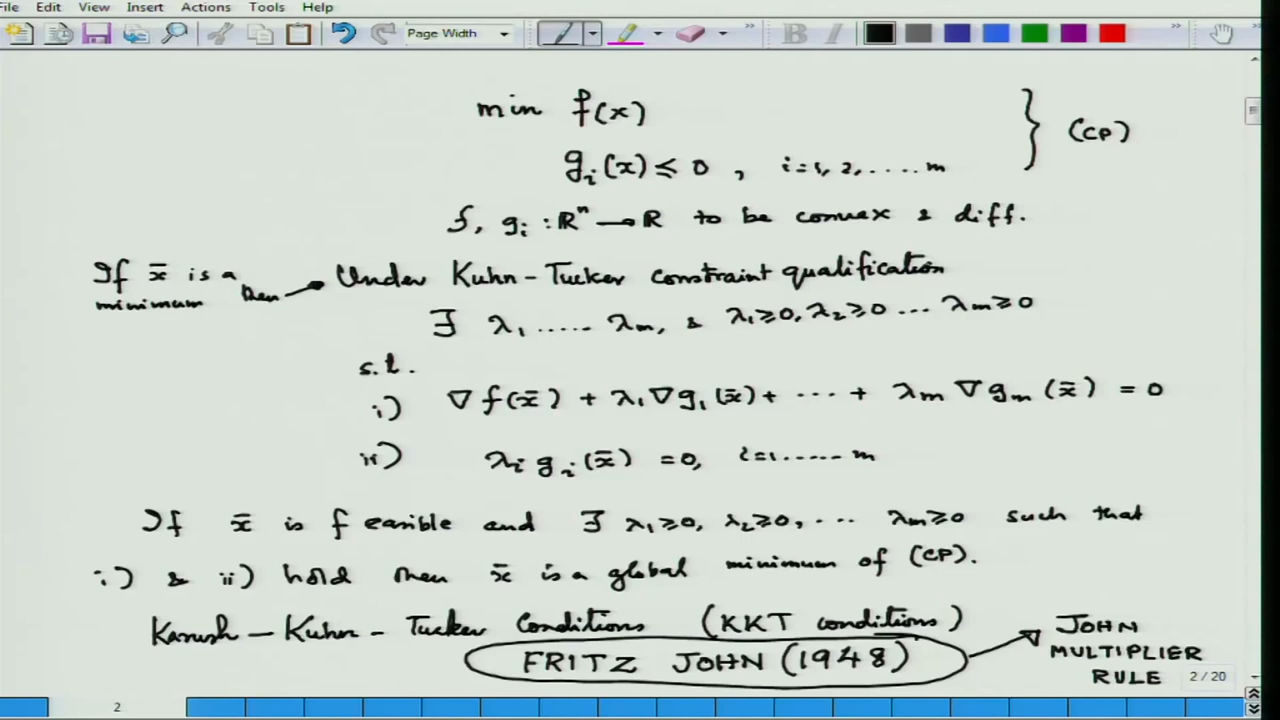 File Edit View Insert Actions Tools Help
Page Width
B I
min f(x)
g_i(x) ≤ 0 , i = 1, 2, ..... m
} (CP)
f, g_i : ℝ^n → ℝ to be convex & diff.
If x̄ is a minimum then → Under Kuhn-Tucker constraint qualification
∃ λ_1 ..... λ_m, & λ_1 ≥ 0, λ_2 ≥ 0 ... λ_m ≥ 0
s.t.
i) ∇f(x̄) + λ_1 ∇g_1(x̄) + ... + λ_m ∇g_m(x̄) = 0
ii) λ_i g_i(x̄) = 0, i = 1 ...... m
If x̄ is feasible and ∃ λ_1 ≥ 0, λ_2 ≥ 0, ... λ_m ≥ 0 such that
i) & ii) hold then x̄ is a global minimum of (CP).
Karush - Kuhn - Tucker Conditions (KKT conditions)
FRITZ JOHN (1948) → JOHN
MULTIPLIER
RULE
2 / 20
2